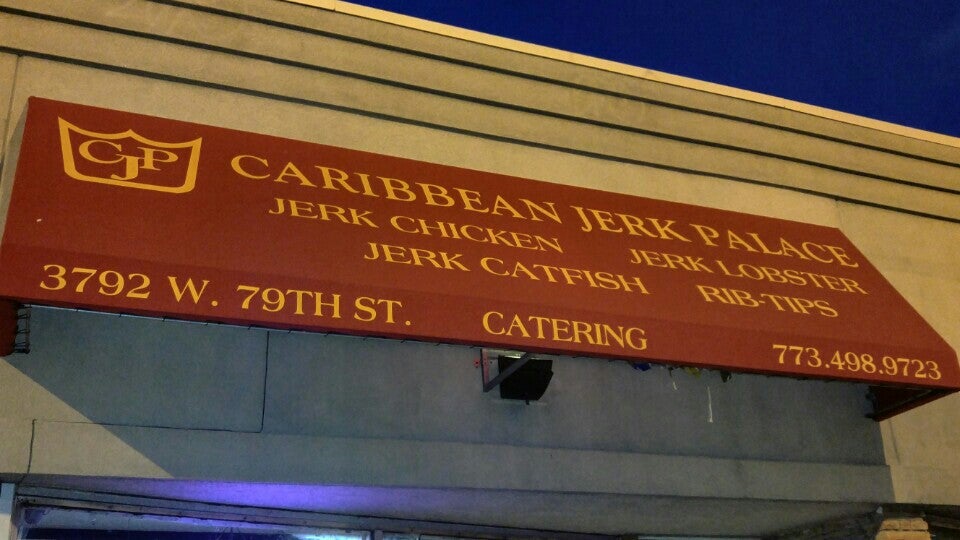 CJP
CARIBBEAN JERK PALACE
JERK CHICKEN JERK LOBSTER
JERK CATFISH RIB-TIPS
3792 W. 79TH ST. CATERING 773.498.9723